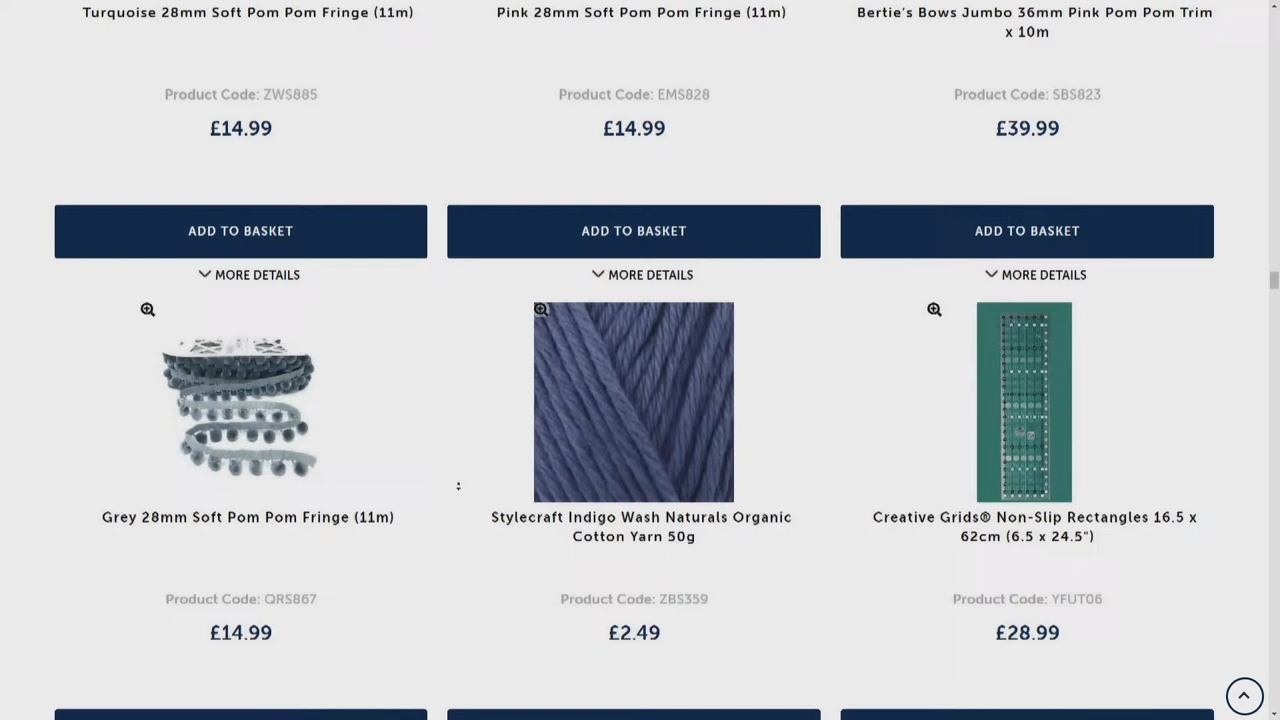 Turquoise 28mm Soft Pom Pom Fringe (11m)
Product Code: ZWS885
£14.99
ADD TO BASKET
MORE DETAILS
Pink 28mm Soft Pom Pom Fringe (11m)
Product Code: EMS828
£14.99
ADD TO BASKET
MORE DETAILS
Bertie's Bows Jumbo 36mm Pink Pom Pom Trim
x 10m
Product Code: SBS823
£39.99
ADD TO BASKET
MORE DETAILS
Grey 28mm Soft Pom Pom Fringe (11m)
Product Code: QRS867
£14.99
Stylecraft Indigo Wash Naturals Organic
Cotton Yarn 50g
Product Code: ZBS359
£2.49
Creative Grids® Non-Slip Rectangles 16.5 x
62cm (6.5 x 24.5")
Product Code: YFUT06
£28.99